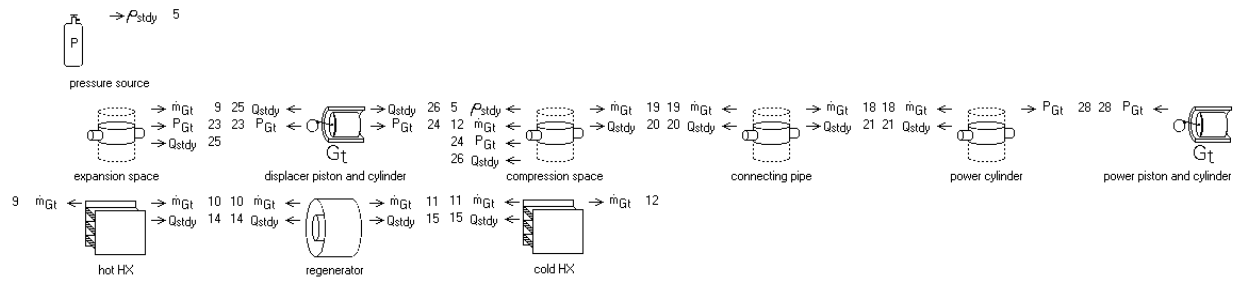 ρstdy 5
P
pressure source
ṁGt 9 25 Qstdy Qstdy 26 5 ρstdy ṁGt 19 19 ṁGt ṁGt 18 18 ṁGt PGt 28 28 PGt
PGt 23 23 PGt PGt 24 12 ṁGt Qstdy 20 20 Qstdy Qstdy 21 21 Qstdy
Qstdy 25 Gt 24 PGt Gt
26 Qstdy
expansion space displacer piston and cylinder compression space connecting pipe power cylinder power piston and cylinder
9 ṁGt ṁGt 10 10 ṁGt ṁGt 11 11 ṁGt ṁGt 12
Qstdy 14 14 Qstdy Qstdy 15 15 Qstdy
hot HX regenerator cold HX